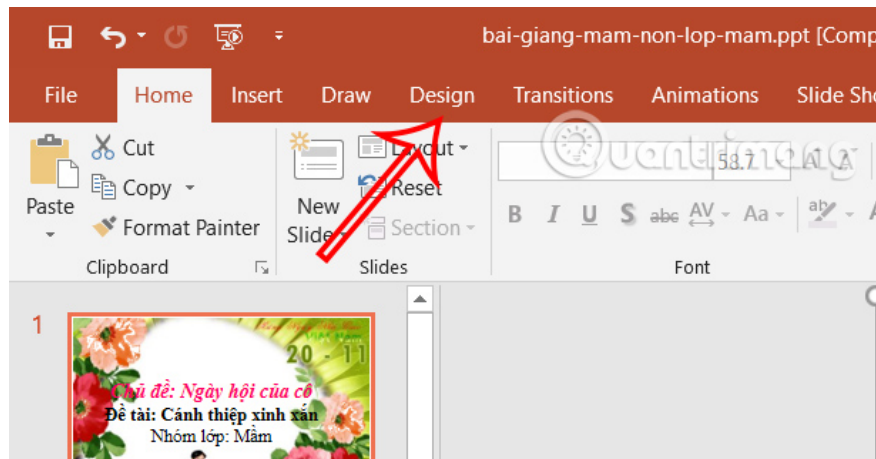 bai-giang-mam-non-lop-mam.ppt [Comp
File Home Insert Draw Design Transitions Animations Slide Sho
Cut
Copy
Format Painter
Paste
Clipboard
New
Slide
Layout
Reset
Section
Slides
58.7
B I U S abc AV Aa
Font
Quantrimang
1
20 - 11
Chủ đề: Ngày hội của cô
Đề tài: Cánh thiệp xinh xắn
Nhóm lớp: Mầm